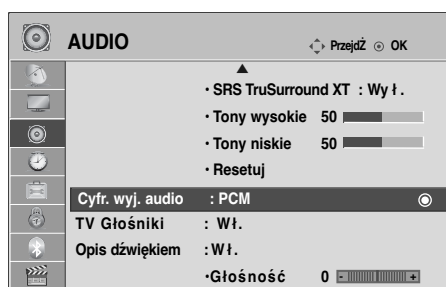 AUDIO
PrzejdŹ OK
• SRS TruSurround XT : Wy ł .
• Tony wysokie 50
• Tony niskie 50
• Resetuj
Cyfr. wyj. audio : PCM
TV Głośniki : Wł.
Opis dźwiękiem : Wł.
•Głośność 0 - +